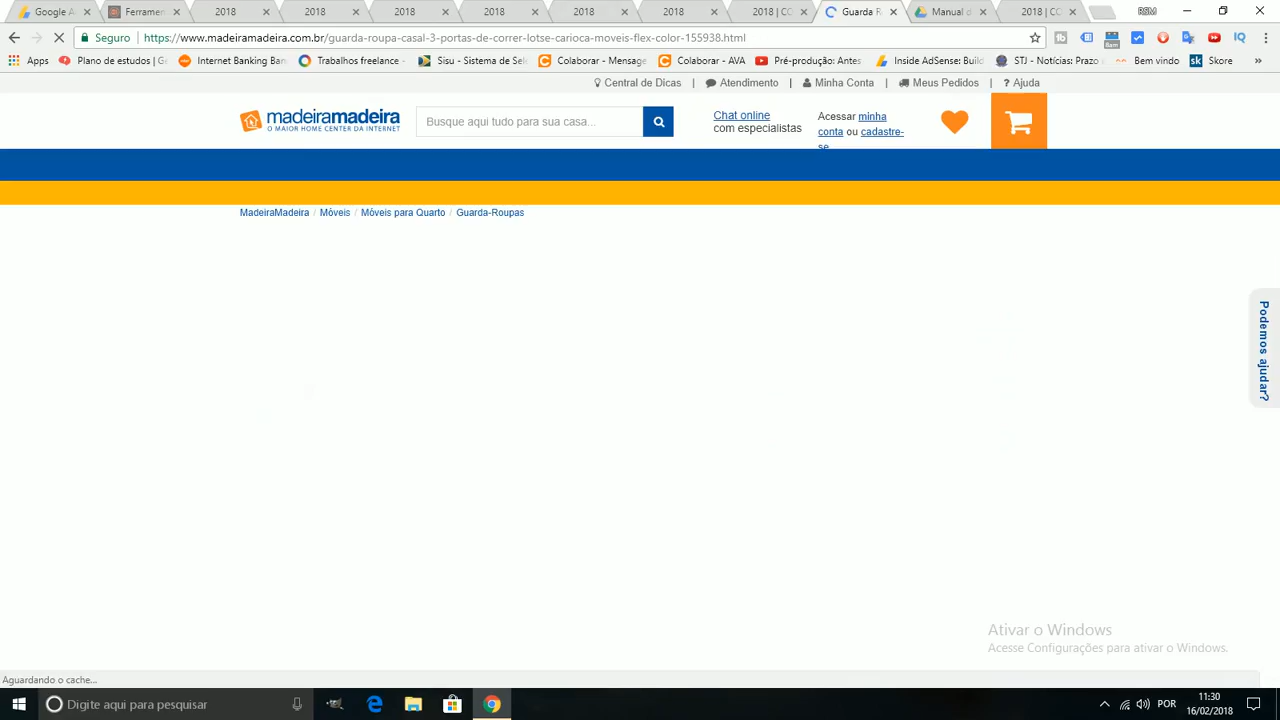 Google A
Ferramen
2018
2018
2018
2018
2018
2018
2018 | CC
Guarda R
Manual d
2018 | CC
RGM
Seguro
https://www.madeiramadeira.com.br/guarda-roupa-casal-3-portas-de-correr-lotse-carioca-moveis-flex-color-155938.html
Apps
Plano de estudos | G
Internet Banking Ban
Trabalhos freelance
Sisu - Sistema de Sel
Colaborar - Mensage
Colaborar - AVA
Pré-produção: Antes
Inside AdSense: Build
STJ - Notícias: Prazo
Bem vindo
Skore
Central de Dicas | Atendimento | Minha Conta | Meus Pedidos | ? Ajuda
madeiramadeira
O MAIOR HOME CENTER DA INTERNET
Busque aqui tudo para sua casa...
Chat online
com especialistas
Acessar minha
conta ou cadastre-
se
MadeiraMadeira / Móveis / Móveis para Quarto / Guarda-Roupas
Podemos ajudar?
Ativar o Windows
Acesse Configurações para ativar o Windows.
Aguardando o cache...
Digite aqui para pesquisar
POR
11:30
16/02/2018